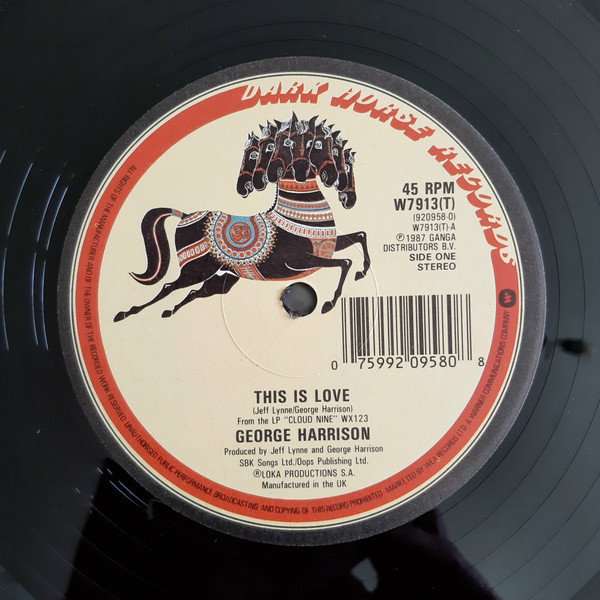 DARK HORSE RECORDS
45 RPM
W7913(T)
(920958-0)
W7913(T)-A
℗1987 GANGA
DISTRIBUTORS B.V.
SIDE ONE
STEREO
0 75992 09580 8
THIS IS LOVE
(Jeff Lynne/George Harrison)
From the LP "CLOUD NINE" WX123
GEORGE HARRISON
Produced by Jeff Lynne and George Harrison
SBK Songs Ltd./Oops Publishing Ltd.
℗LOKA PRODUCTIONS S.A.
Manufactured in the UK
ALL RIGHTS OF THE MANUFACTURER AND OF THE OWNER OF THE RECORDED WORK RESERVED. UNAUTHORISED PUBLIC PERFORMANCE, BROADCASTING AND COPYING OF THIS RECORD PROHIBITED. MARKETED BY WEA RECORDS LTD. A WARNER COMMUNICATIONS COMPANY